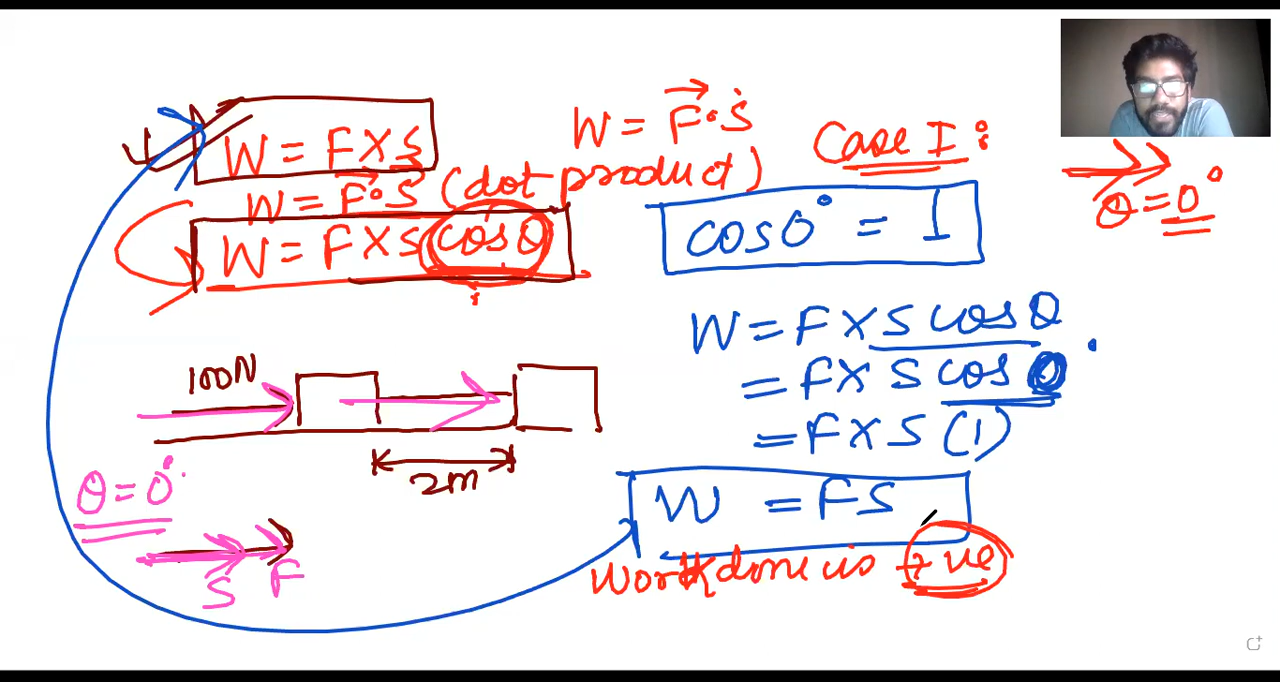 W = F X S
W = F • S (dot product)
W = F X S cos θ
W = F • S
Case I :
θ = 0°
cos 0° = 1
W = F X S cos θ
= F X S cos 0°
= F X S (1)
W = FS
Work done is +ve
100N
2m
θ = 0°
S F